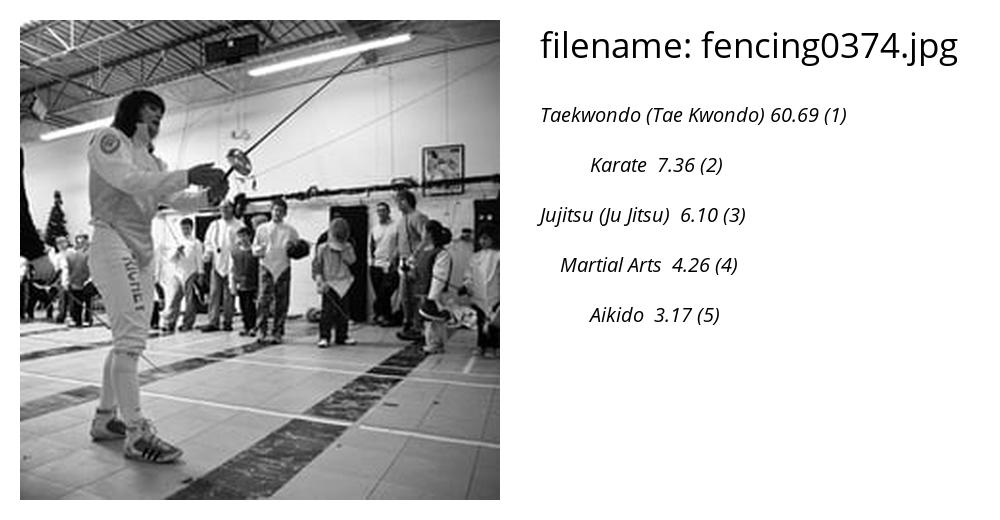 filename: fencing0374.jpg
Taekwondo (Tae Kwondo) 60.69 (1)
Karate 7.36 (2)
Jujitsu (Ju Jitsu) 6.10 (3)
Martial Arts 4.26 (4)
Aikido 3.17 (5)